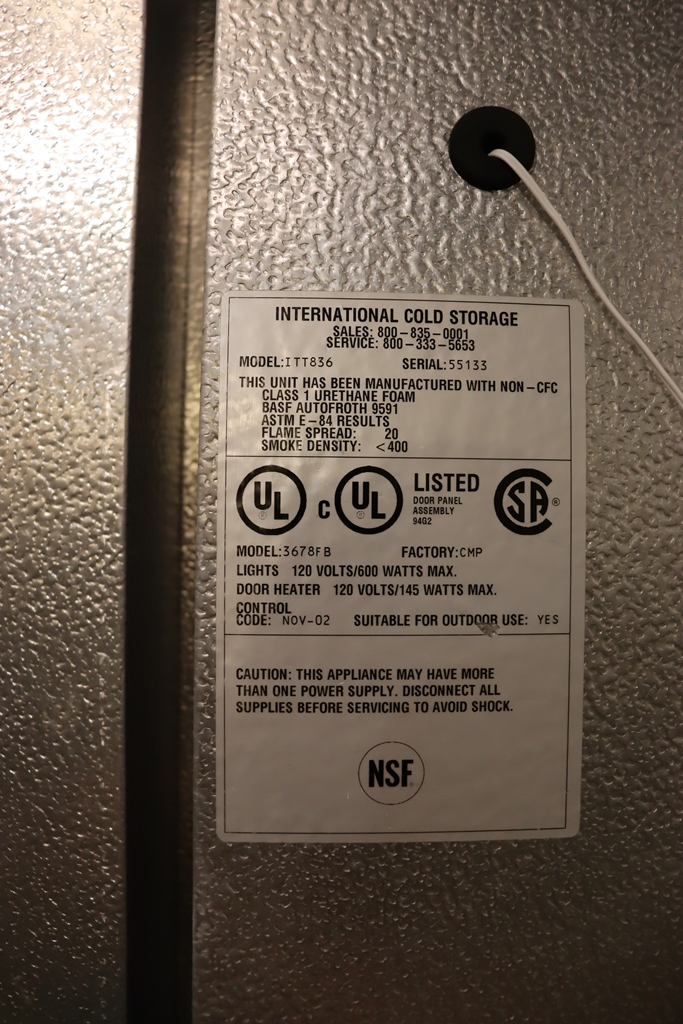 INTERNATIONAL COLD STORAGE
SALES: 800-835-0001
SERVICE: 800-333-5653
MODEL:ITT836 SERIAL:55133
THIS UNIT HAS BEEN MANUFACTURED WITH NON-CFC
CLASS 1 URETHANE FOAM
BASF AUTOFROTH 9591
ASTM E-84 RESULTS
FLAME SPREAD: 20
SMOKE DENSITY: <400
UL ® C UL ® LISTED SA ®
DOOR PANEL
ASSEMBLY
94G2
MODEL:3678FB FACTORY:CMP
LIGHTS 120 VOLTS/600 WATTS MAX.
DOOR HEATER 120 VOLTS/145 WATTS MAX.
CONTROL
CODE: NOV-02 SUITABLE FOR OUTDOOR USE: YES
CAUTION: THIS APPLIANCE MAY HAVE MORE
THAN ONE POWER SUPPLY. DISCONNECT ALL
SUPPLIES BEFORE SERVICING TO AVOID SHOCK.
NSF